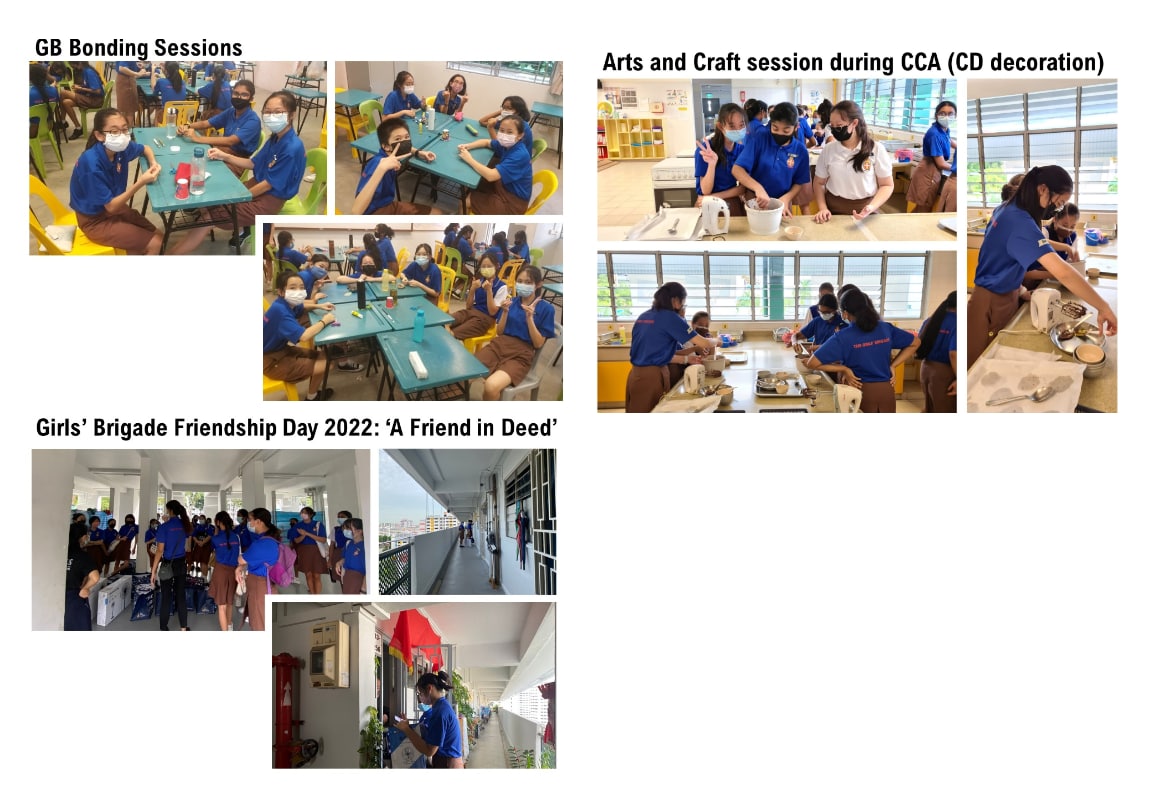 GB Bonding Sessions
Arts and Craft session during CCA (CD decoration)
Girls’ Brigade Friendship Day 2022: ‘A Friend in Deed’